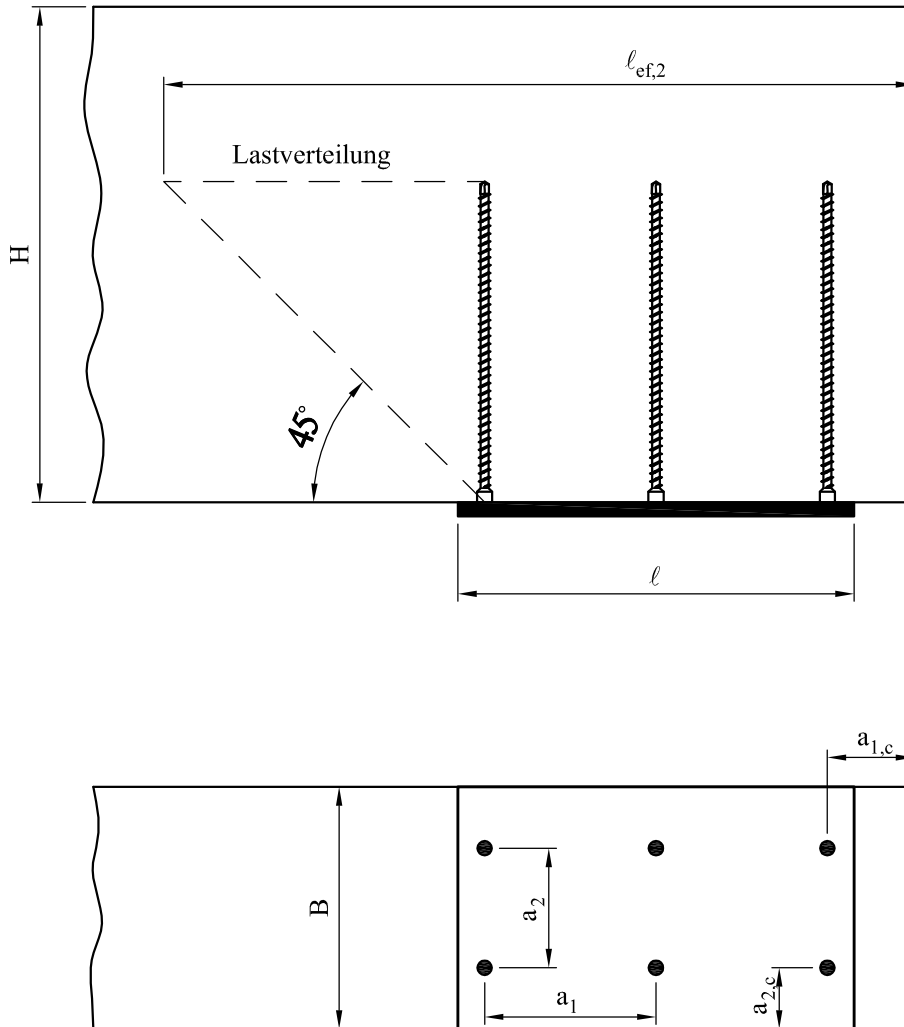 ℓef,2
Lastverteilung
H
45°
ℓ
a1,c
B
a2
a1
a2,c